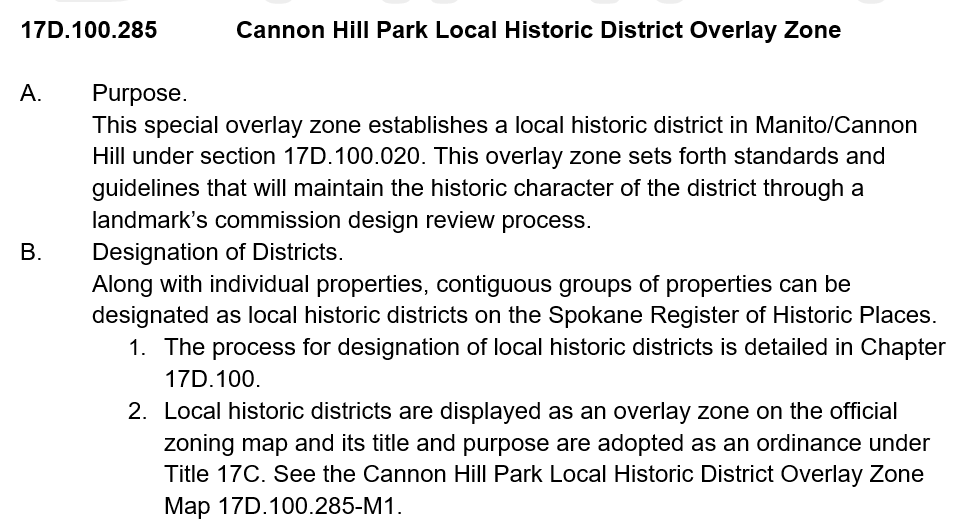 17D.100.285 Cannon Hill Park Local Historic District Overlay Zone
A. Purpose.
This special overlay zone establishes a local historic district in Manito/Cannon
Hill under section 17D.100.020. This overlay zone sets forth standards and
guidelines that will maintain the historic character of the district through a
landmark’s commission design review process.
B. Designation of Districts.
Along with individual properties, contiguous groups of properties can be
designated as local historic districts on the Spokane Register of Historic Places.
1. The process for designation of local historic districts is detailed in Chapter
17D.100.
2. Local historic districts are displayed as an overlay zone on the official
zoning map and its title and purpose are adopted as an ordinance under
Title 17C. See the Cannon Hill Park Local Historic District Overlay Zone
Map 17D.100.285-M1.